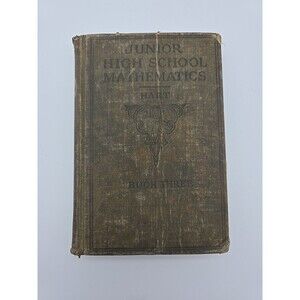 JUNIOR
HIGH SCHOOL
MATHEMATICS
HART
BOOK THREE